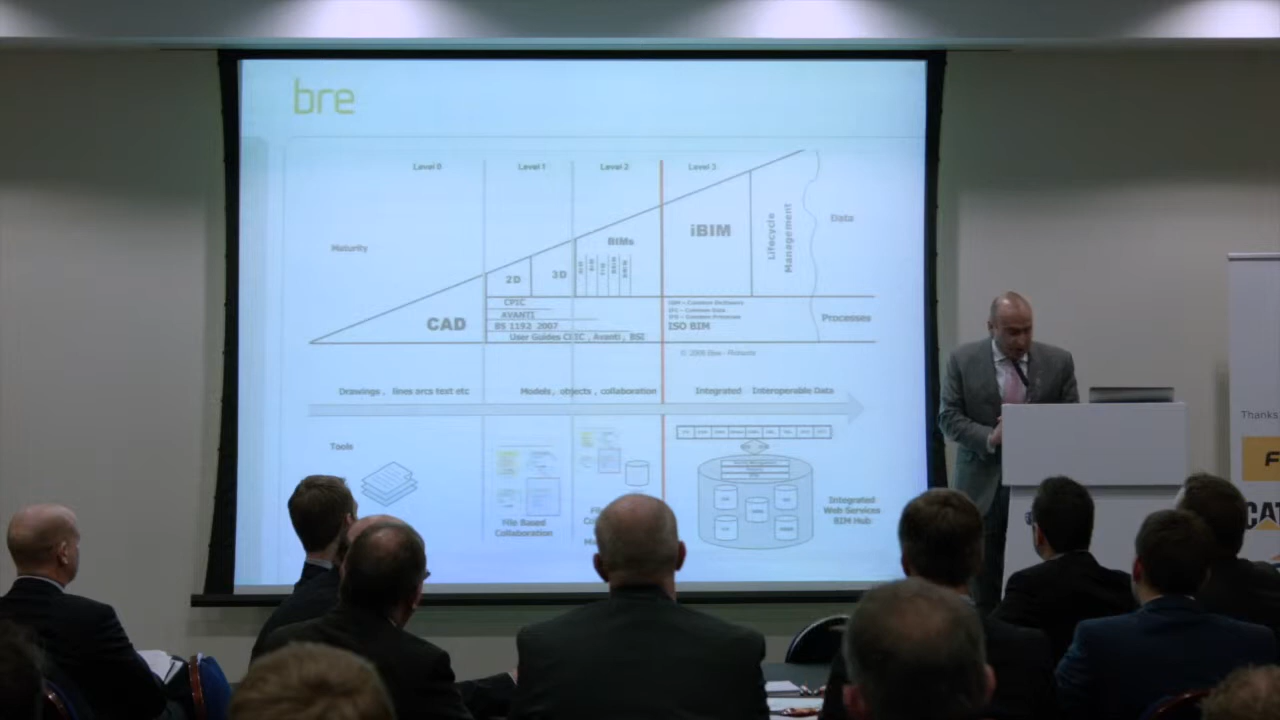 bre
Level 0
Level 1
Level 2
Level 3
Maturity
BIMs
iBIM
Lifecycle
Management
Data
2D
3D
CPIC
AVANTI
CAD
BS 1192 2007
ISO BIM
Processes
User Guides CPIC , Avanti , BSI
Drawings , lines arcs text etc
Models, objects, collaboration
Integrated Interoperable Data
Tools
File Based
Collaboration
Integrated
Web Services
BIM Hub
Thanks
F
CAT